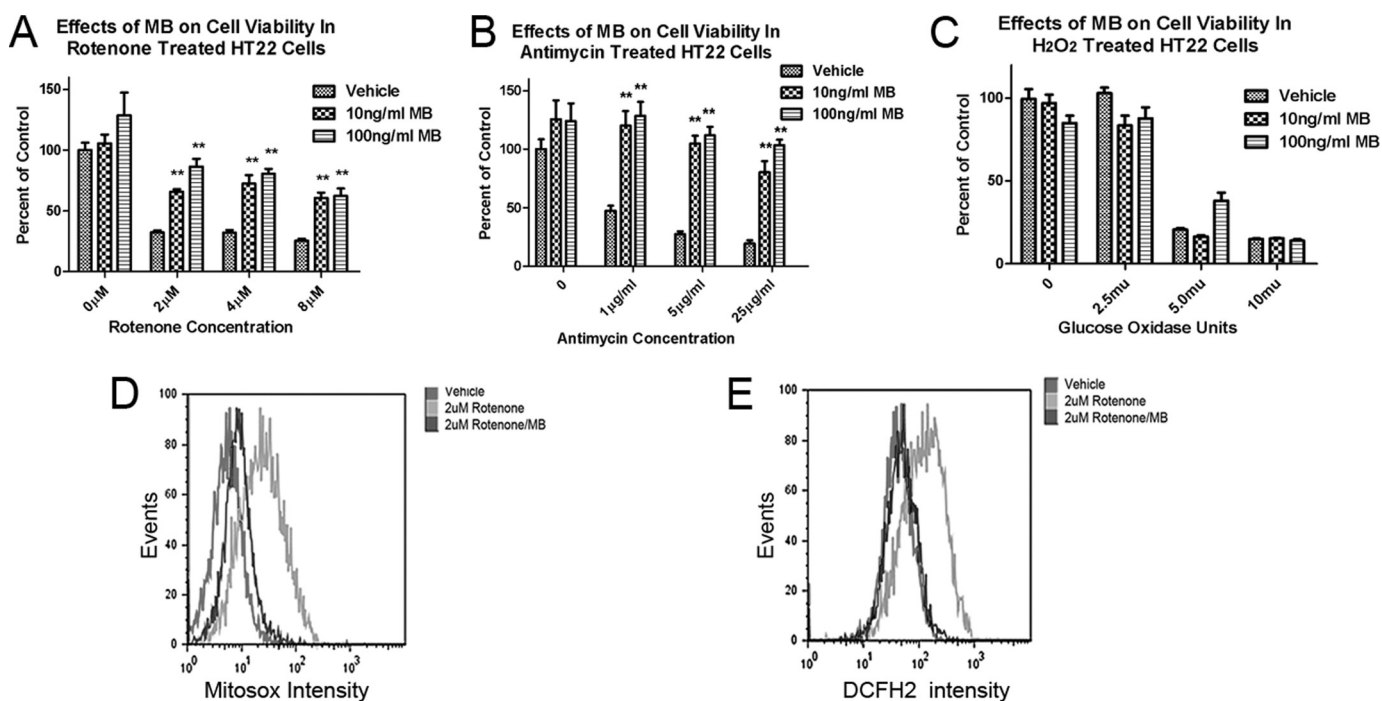 A
Effects of MB on Cell Viability In
Rotenone Treated HT22 Cells
Vehicle
10ng/ml MB
100ng/ml MB
Percent of Control
150
100
50
0
** ** ** ** ** **
0µM 2µM 4µM 8µM
Rotenone Concentration
B
Effects of MB on Cell Viability In
Antimycin Treated HT22 Cells
Vehicle
10ng/ml MB
100ng/ml MB
Percent of Control
150
100
50
0
** ** ** ** ** **
0 1µg/ml 5µg/ml 25µg/ml
Antimycin Concentration
C
Effects of MB on Cell Viability In
H2O2 Treated HT22 Cells
Vehicle
10ng/ml MB
100ng/ml MB
Percent of Control
100
50
0
0 2.5mu 5.0mu 10mu
Glucose Oxidase Units
D
Vehicle
2uM Rotenone
2uM Rotenone/MB
Events
100
80
60
40
20
0
10^0 10^1 10^2 10^3
Mitosox Intensity
E
Vehicle
2uM Rotenone
2uM Rotenone/MB
Events
100
80
60
40
20
0
10^0 10^1 10^2 10^3
DCFH2 intensity